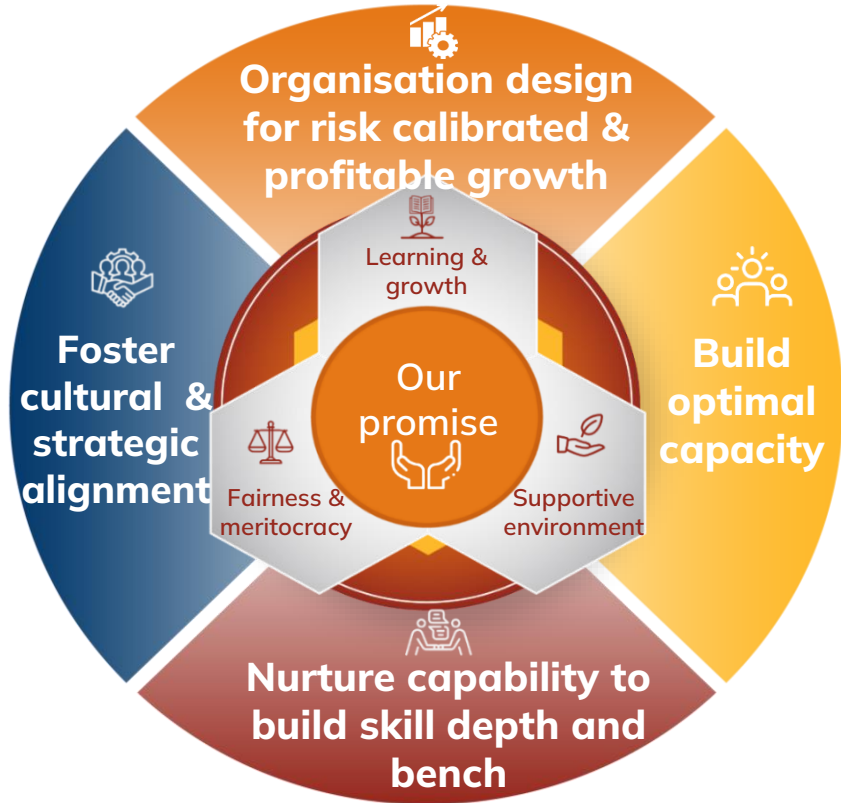 Organisation design
for risk calibrated &
profitable growth
Learning &
growth
Foster
cultural &
strategic
alignment
Our
promise
Build
optimal
capacity
Fairness &
meritocracy
Supportive
environment
Nurture capability to
build skill depth and
bench